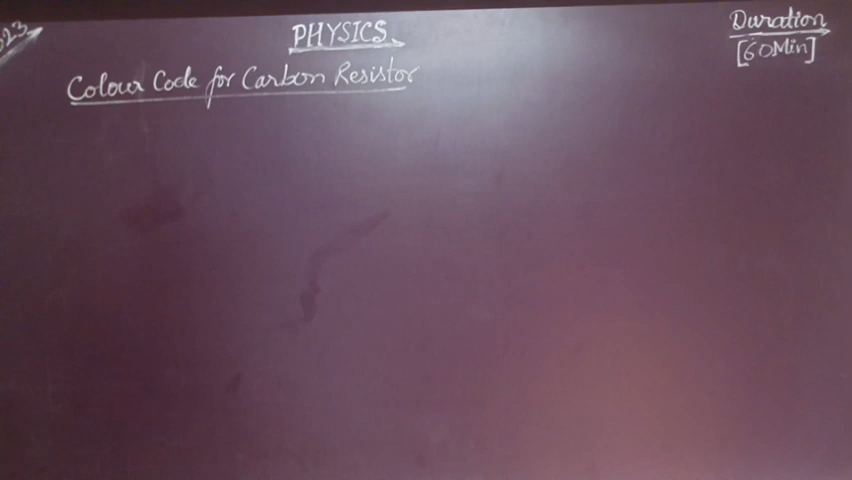 PHYSICS
Duration
[60Min]
Colour Code for Carbon Resistor